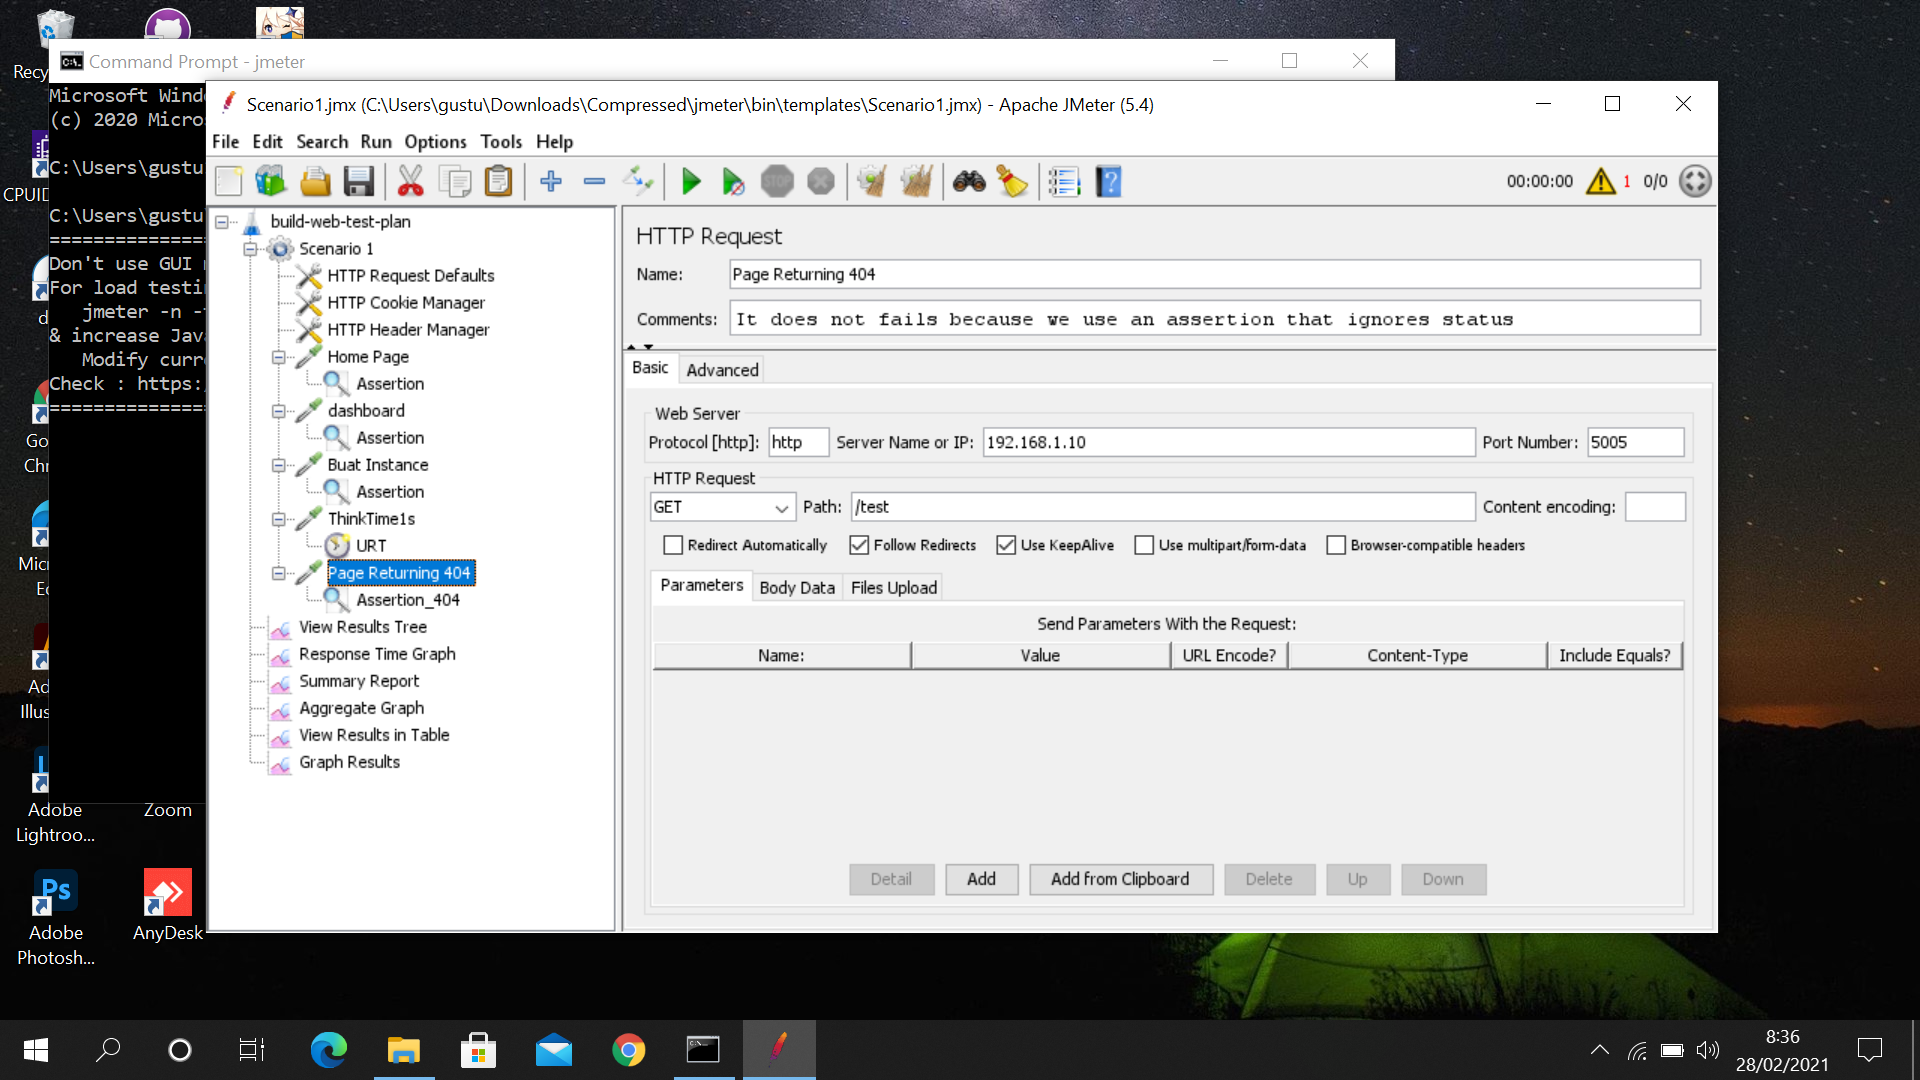 Recy
Command Prompt - jmeter
Microsoft Wind
(c) 2020 Micros
C:\Users\gustu
CPUID
C:\Users\gustu
==============
Don't use GUI
For load testin
jmeter -n -
& increase Java
Modify curr
Check : https:
==============
Go
Chr
Mic
Ec
Ad
Illus
Adobe
Lightroo...
Zoom
Ps
Adobe
Photosh...
AnyDesk
Scenario1.jmx (C:\Users\gustu\Downloads\Compressed\jmeter\bin\templates\Scenario1.jmx) - Apache JMeter (5.4)
File Edit Search Run Options Tools Help
STOP
00:00:00 1 0/0
build-web-test-plan
Scenario 1
HTTP Request Defaults
HTTP Cookie Manager
HTTP Header Manager
Home Page
Assertion
dashboard
Assertion
Buat Instance
Assertion
ThinkTime1s
URT
Page Returning 404
Assertion_404
View Results Tree
Response Time Graph
Summary Report
Aggregate Graph
View Results in Table
Graph Results
HTTP Request
Name: Page Returning 404
Comments: It does not fails because we use an assertion that ignores status
Basic Advanced
Web Server
Protocol [http]: http Server Name or IP: 192.168.1.10 Port Number: 5005
HTTP Request
GET Path: /test Content encoding:
Redirect Automatically Follow Redirects Use KeepAlive Use multipart/form-data Browser-compatible headers
Parameters Body Data Files Upload
Send Parameters With the Request:
Name: Value URL Encode? Content-Type Include Equals?
Detail Add Add from Clipboard Delete Up Down
8:36
28/02/2021